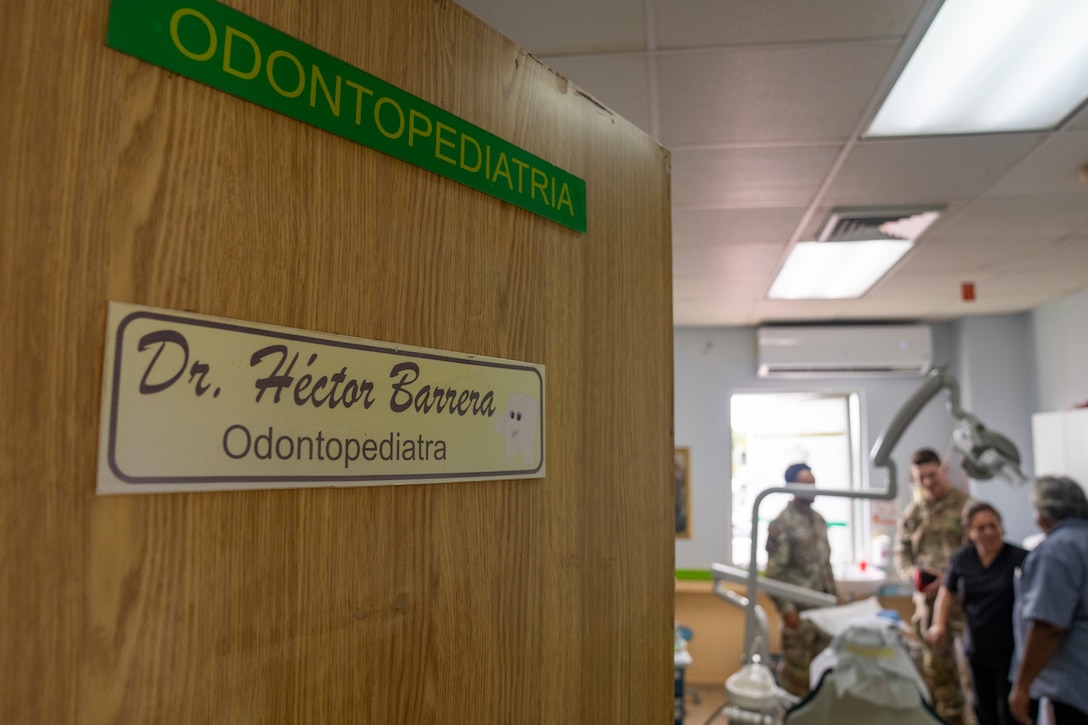 ODONTOPEDIATRIA
Dr. Héctor Barrera
Odontopediatra